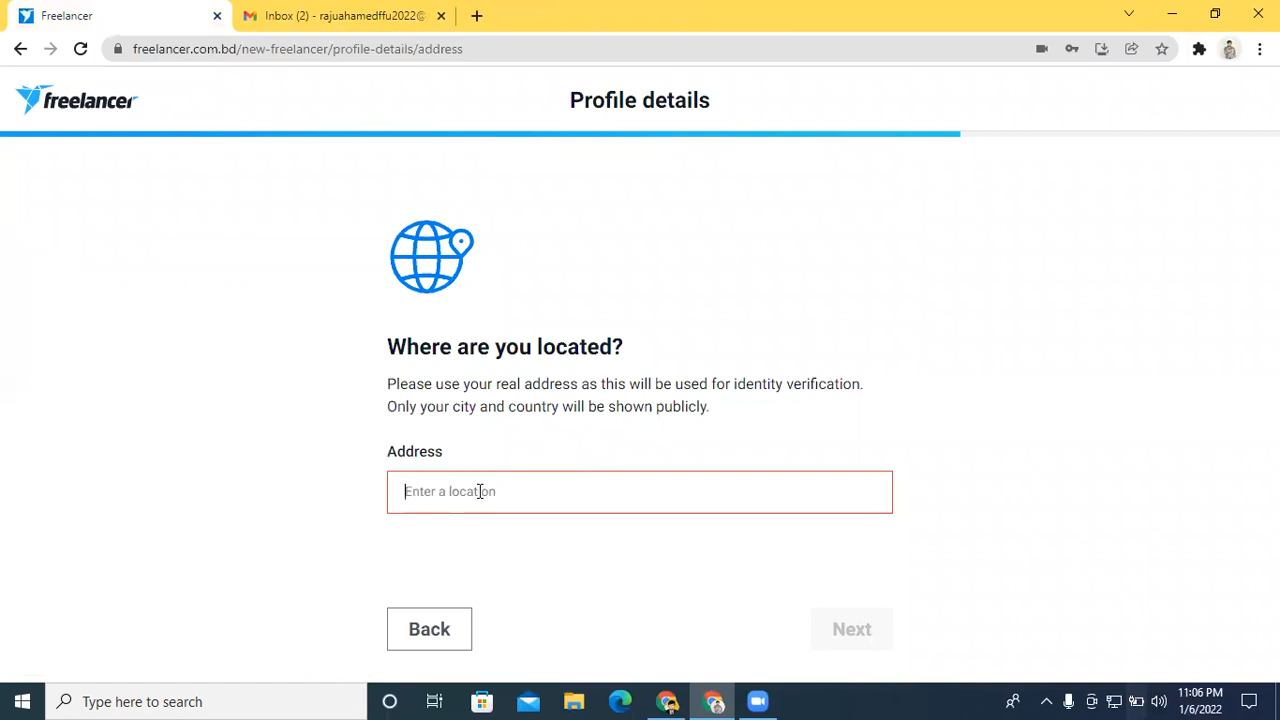 Freelancer
Inbox (2) - rajuahamedffu2022@
freelancer.com.bd/new-freelancer/profile-details/address
freelancer
Profile details
Where are you located?
Please use your real address as this will be used for identity verification.
Only your city and country will be shown publicly.
Address
Enter a location
Back
Next
Type here to search
11:06 PM
1/6/2022